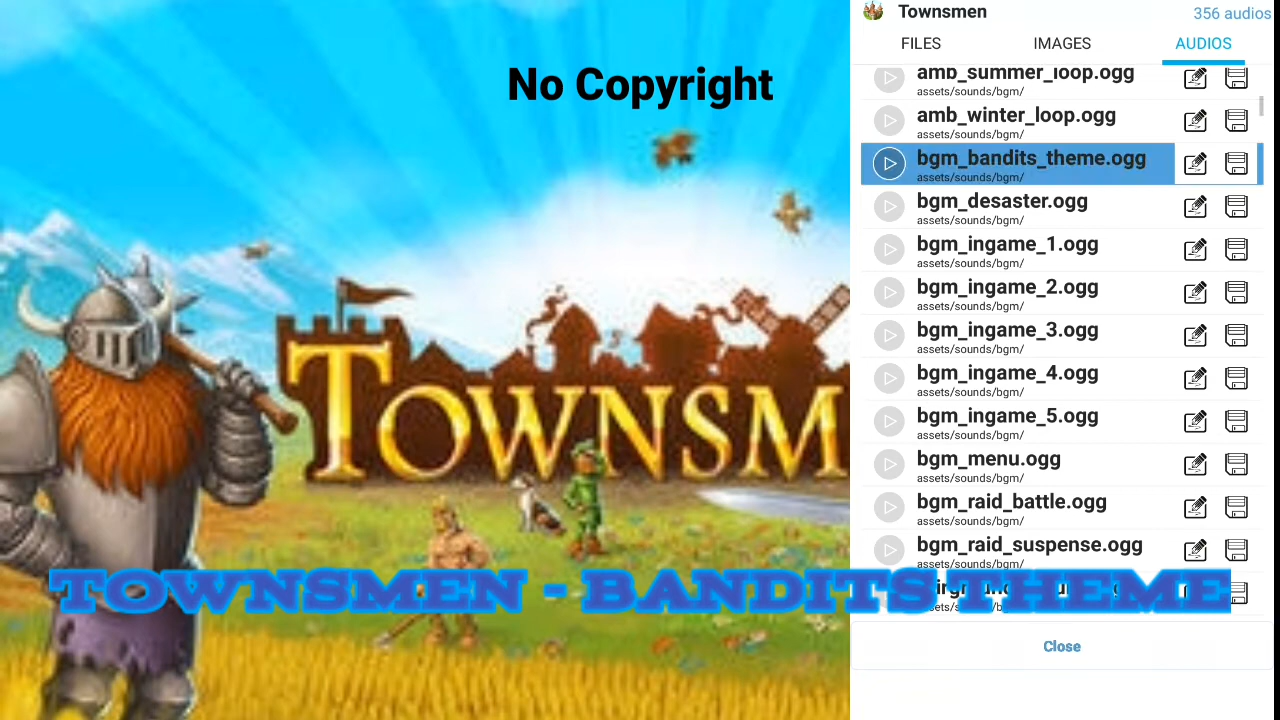 No Copyright
TOWNSM
TOWNSMEN - BANDITS THEME
Townsmen
356 audios
FILES
IMAGES
AUDIOS
amb_summer_loop.ogg
assets/sounds/bgm/
amb_winter_loop.ogg
assets/sounds/bgm/
bgm_bandits_theme.ogg
assets/sounds/bgm/
bgm_desaster.ogg
assets/sounds/bgm/
bgm_ingame_1.ogg
assets/sounds/bgm/
bgm_ingame_2.ogg
assets/sounds/bgm/
bgm_ingame_3.ogg
assets/sounds/bgm/
bgm_ingame_4.ogg
assets/sounds/bgm/
bgm_ingame_5.ogg
assets/sounds/bgm/
bgm_menu.ogg
assets/sounds/bgm/
bgm_raid_battle.ogg
assets/sounds/bgm/
bgm_raid_suspense.ogg
assets/sounds/bgm/
Close